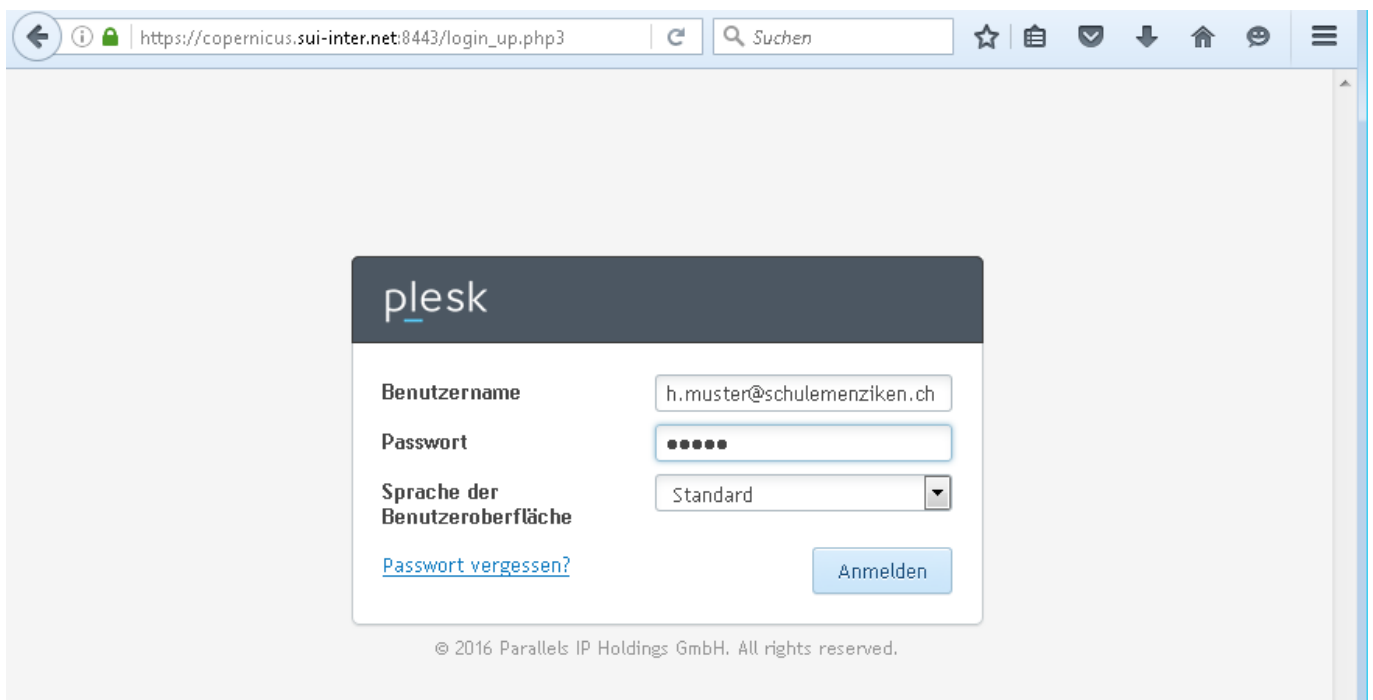 https://copernicus.sui-inter.net:8443/login_up.php3 Suchen
plesk
Benutzername h.muster@schulemenziken.ch
Passwort •••••
Sprache der Benutzeroberfläche Standard
Passwort vergessen? Anmelden
© 2016 Parallels IP Holdings GmbH. All rights reserved.